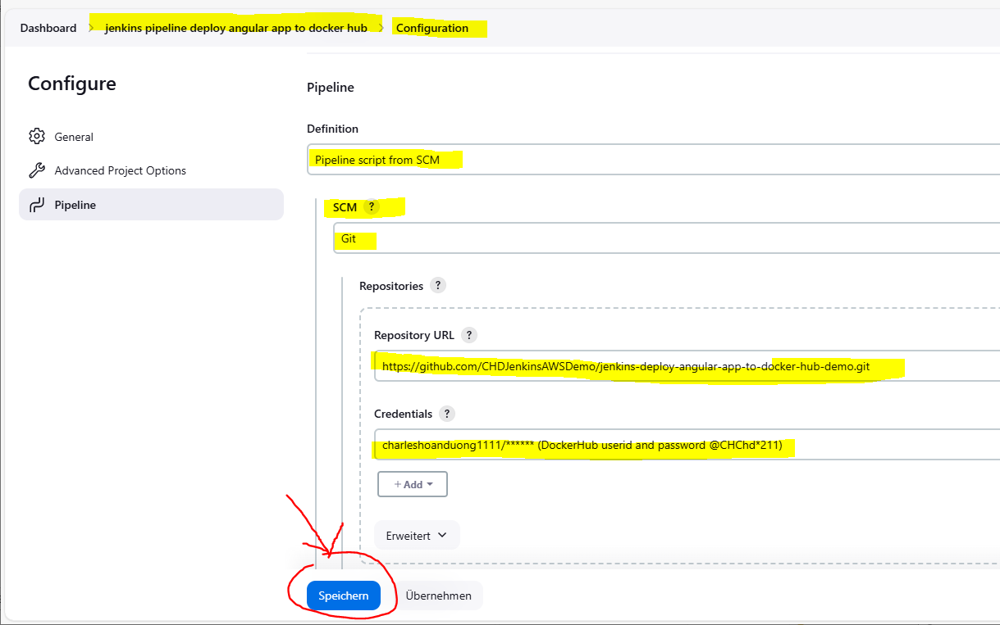 Dashboard > jenkins pipeline deploy angular app to docker hub > Configuration
Configure
General
Advanced Project Options
Pipeline
Pipeline
Definition
Pipeline script from SCM
SCM ?
Git
Repositories ?
Repository URL ?
https://github.com/CHDJenkinsAWSDemo/jenkins-deploy-angular-app-to-docker-hub-demo.git
Credentials ?
charleshoanduong1111/****** (DockerHub userid and password @CHChd*211)
+ Add
Erweitert
Speichern
Übernehmen